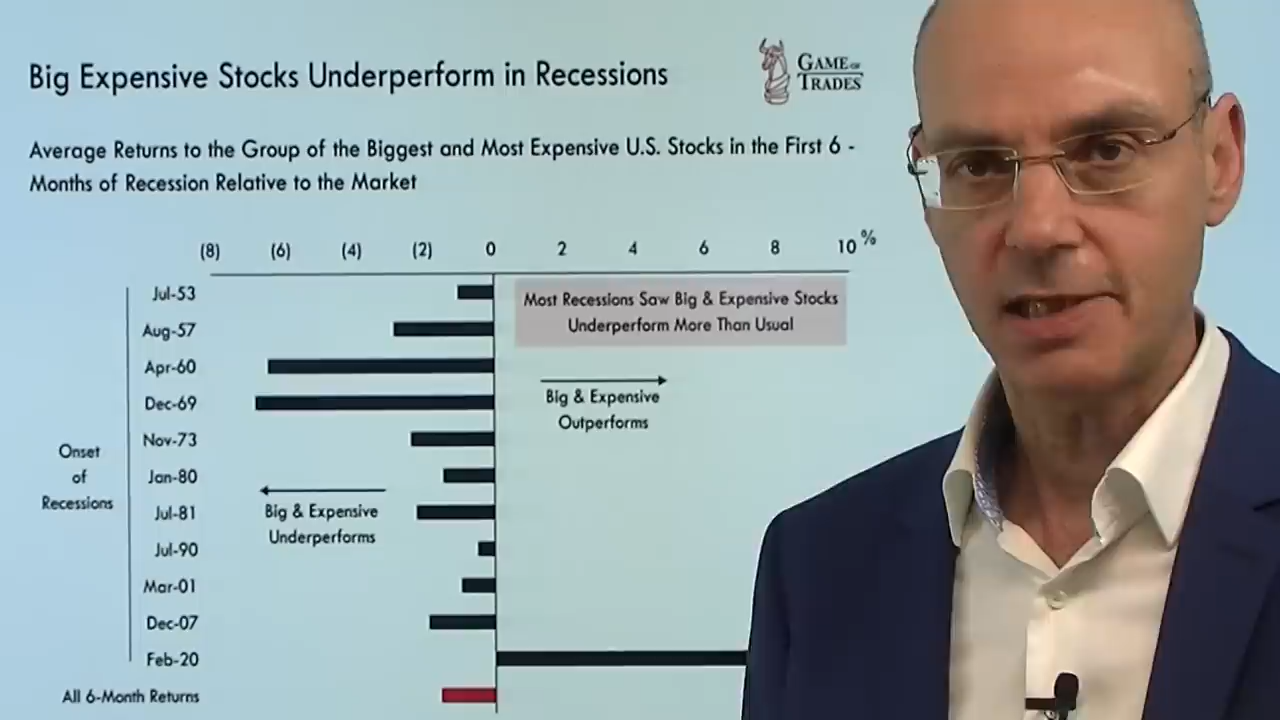 Big Expensive Stocks Underperform in Recessions
GAME OF
TRADES
Average Returns to the Group of the Biggest and Most Expensive U.S. Stocks in the First 6 -
Months of Recession Relative to the Market
(8) (6) (4) (2) 0 2 4 6 8 10 %
Jul-53
Most Recessions Saw Big & Expensive Stocks
Underperform More Than Usual
Aug-57
Apr-60
Big & Expensive
Outperforms
Dec-69
Nov-73
Onset
of
Recessions
Jan-80
Jul-81
Big & Expensive
Underperforms
Jul-90
Mar-01
Dec-07
Feb-20
All 6-Month Returns